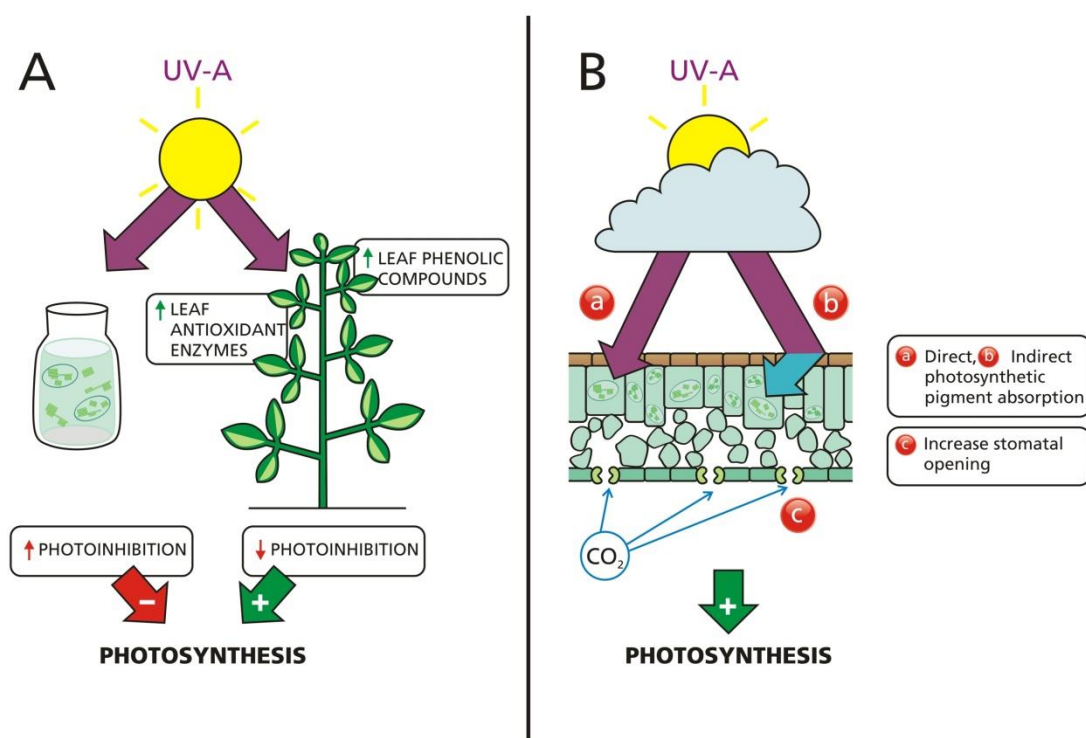 A
UV-A
↑ LEAF PHENOLIC
COMPOUNDS
↑ LEAF
ANTIOXIDANT
ENZYMES
↑ PHOTOINHIBITION
↓ PHOTOINHIBITION
–
+
PHOTOSYNTHESIS
B
UV-A
a
b
a Direct, b Indirect
photosynthetic
pigment absorption
c Increase stomatal
opening
c
CO₂
+
PHOTOSYNTHESIS